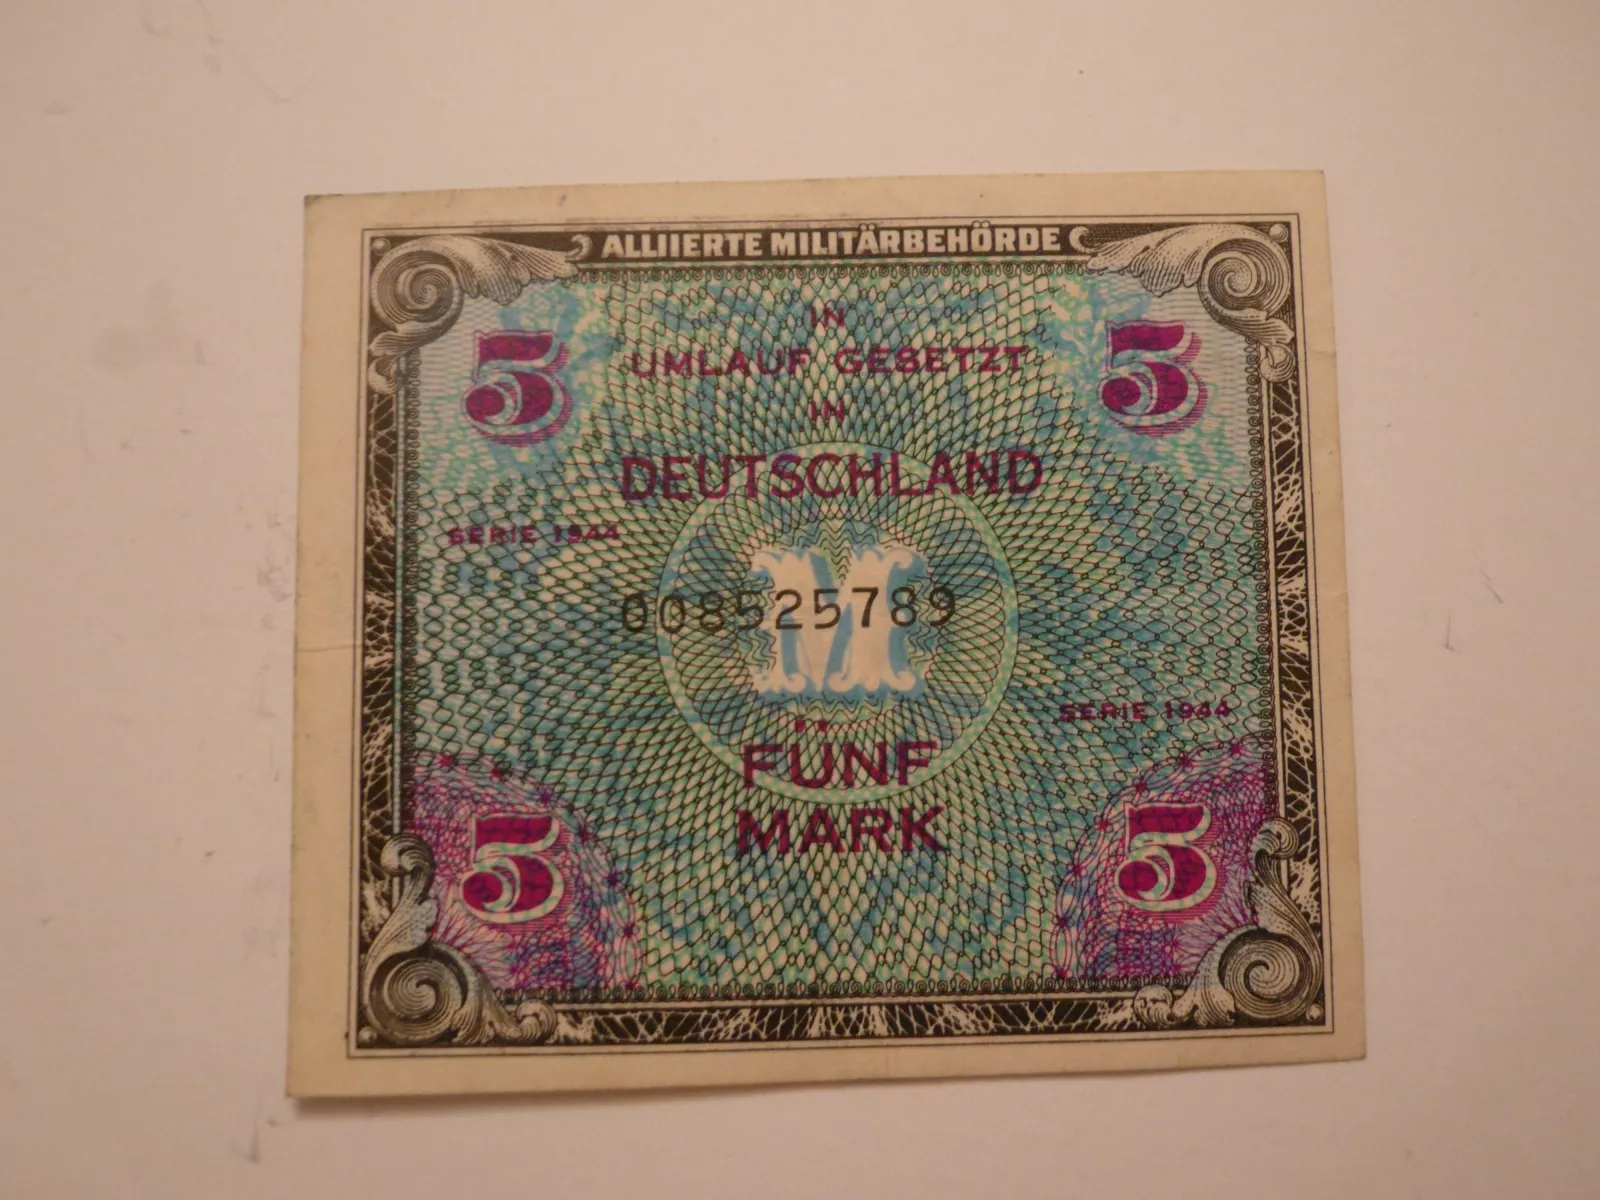 ALLIIERTE MILITÄRBEHÖRDE
5 5
IN
UMLAUF GESETZT
IN
DEUTSCHLAND
SERIE 1944
M
008525789
SERIE 1944
FÜNF
MARK
5 5